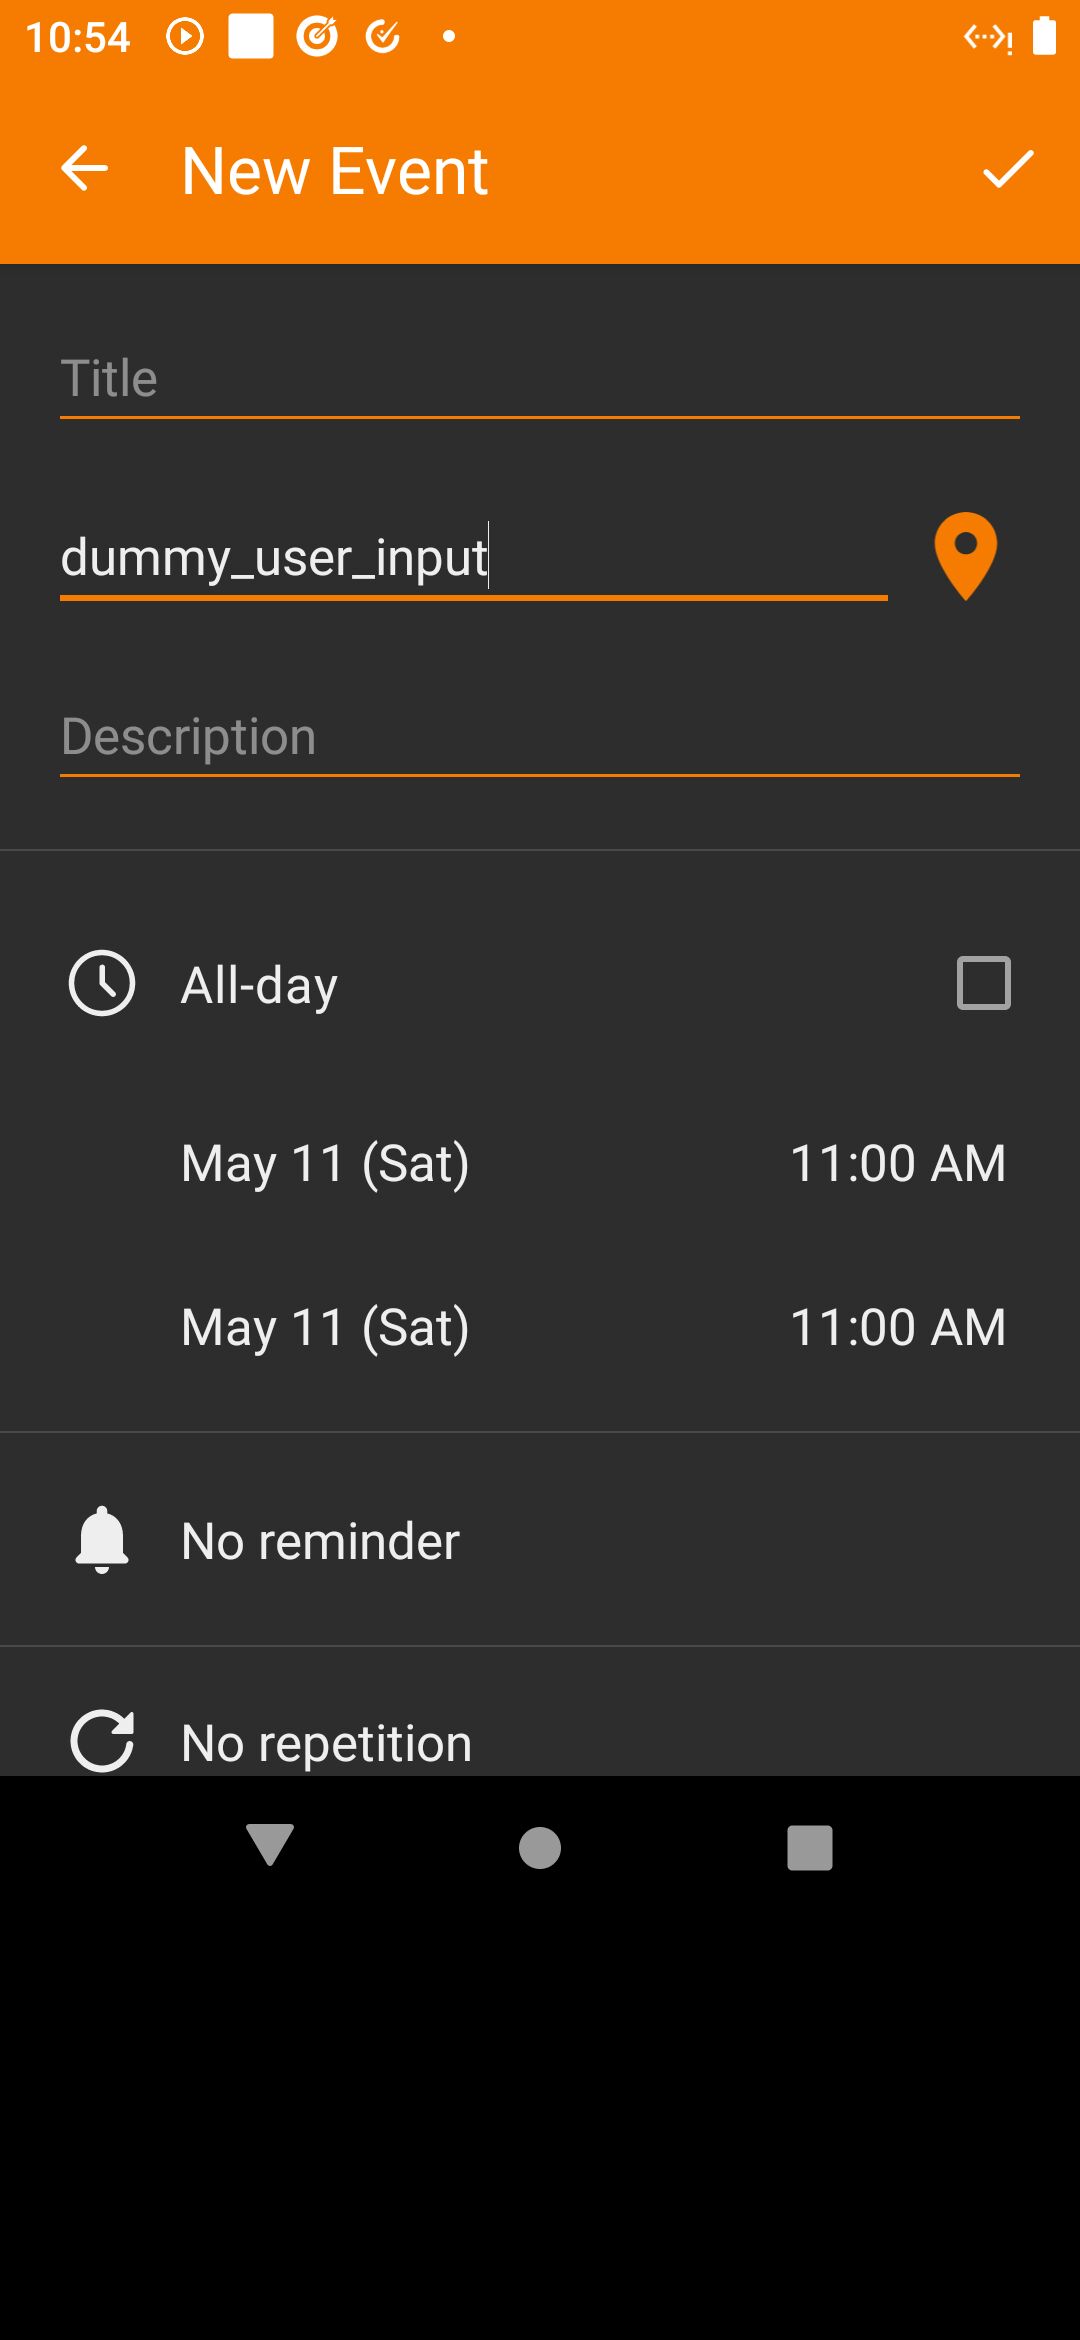 10:54
New Event
Title
dummy_user_input
Description
All-day
May 11 (Sat) 11:00 AM
May 11 (Sat) 11:00 AM
No reminder
No repetition